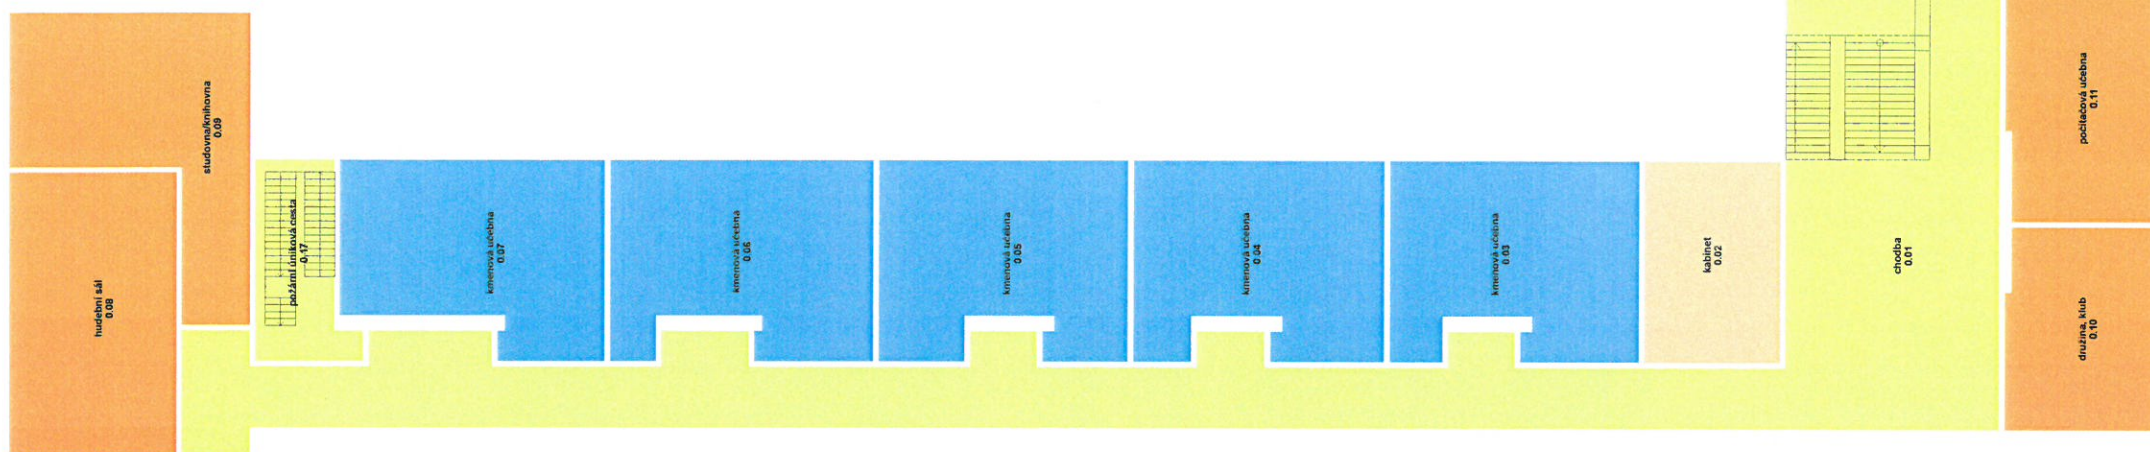 studovna/knihovna
0.09
hudební sál
0.08
požární úniková cesta
0.17
kmenová učebna
0.07
kmenová učebna
0.06
kmenová učebna
0.05
kmenová učebna
0.04
kmenová učebna
0.03
kabinet
0.02
chodba
0.01
počítačová učebna
0.11
družina, klub
0.10